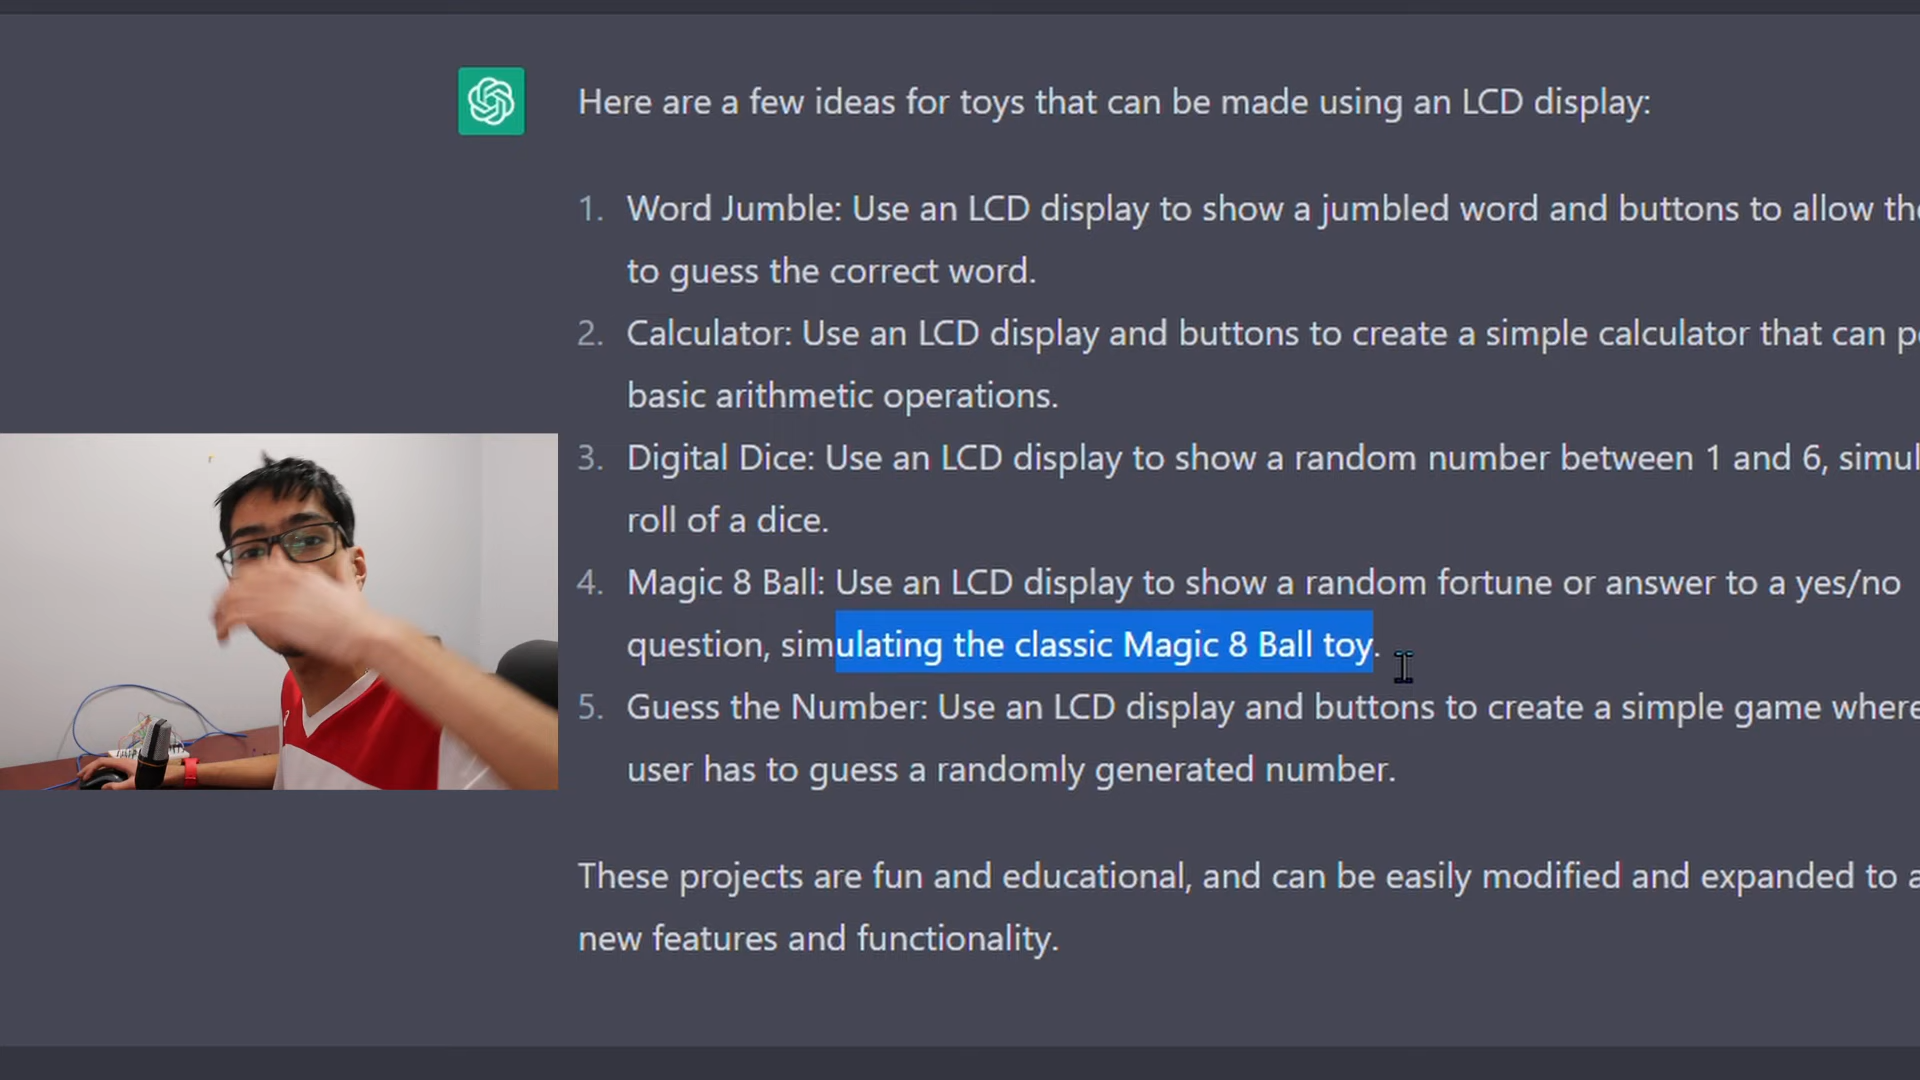 Here are a few ideas for toys that can be made using an LCD display:
1. Word Jumble: Use an LCD display to show a jumbled word and buttons to allow the
to guess the correct word.
2. Calculator: Use an LCD display and buttons to create a simple calculator that can
basic arithmetic operations.
3. Digital Dice: Use an LCD display to show a random number between 1 and 6,
roll of a dice.
4. Magic 8 Ball: Use an LCD display to show a random fortune or answer to a yes/no
question, simulating the classic Magic 8 Ball toy.
5. Guess the Number: Use an LCD display and buttons to create a simple game where
user has to guess a randomly generated number.
These projects are fun and educational, and can be easily modified and expanded to
new features and functionality.